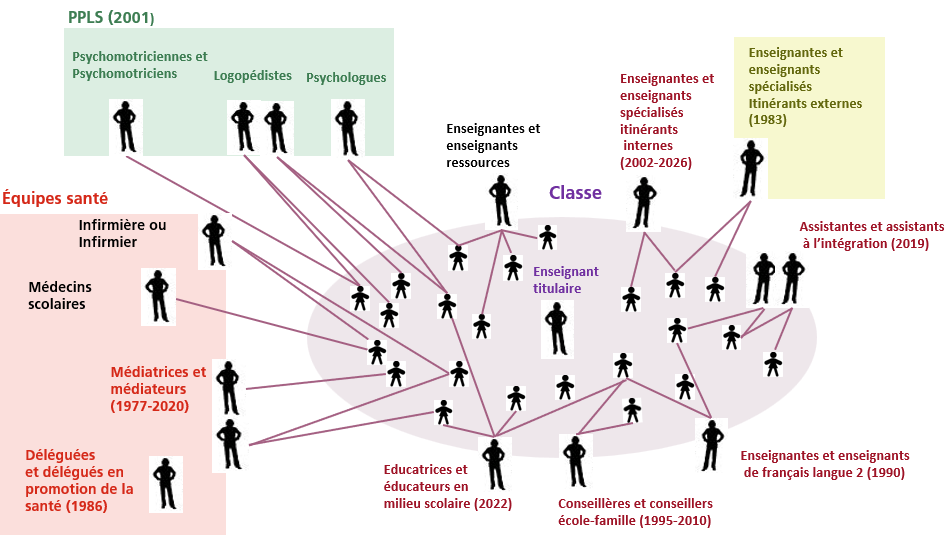 PPLS (2001)
Psychomotriciennes et
Psychomotriciens
Logopédistes
Psychologues
Enseignantes et
enseignants
ressources
Enseignantes et
enseignants
spécialisés
itinérants
internes
(2002-2026)
Enseignantes et
enseignants
spécialisés
Itinérants externes
(1983)
Équipes santé
Infirmière ou
Infirmier
Médecins
scolaires
Médiatrices et
médiateurs
(1977-2020)
Déléguées
et délégués en
promotion de la
santé (1986)
Classe
Enseignant
titulaire
Assistantes et assistants
à l’intégration (2019)
Educatrices et
éducateurs en
milieu scolaire (2022)
Conseillères et conseillers
école-famille (1995-2010)
Enseignantes et enseignants
de français langue 2 (1990)